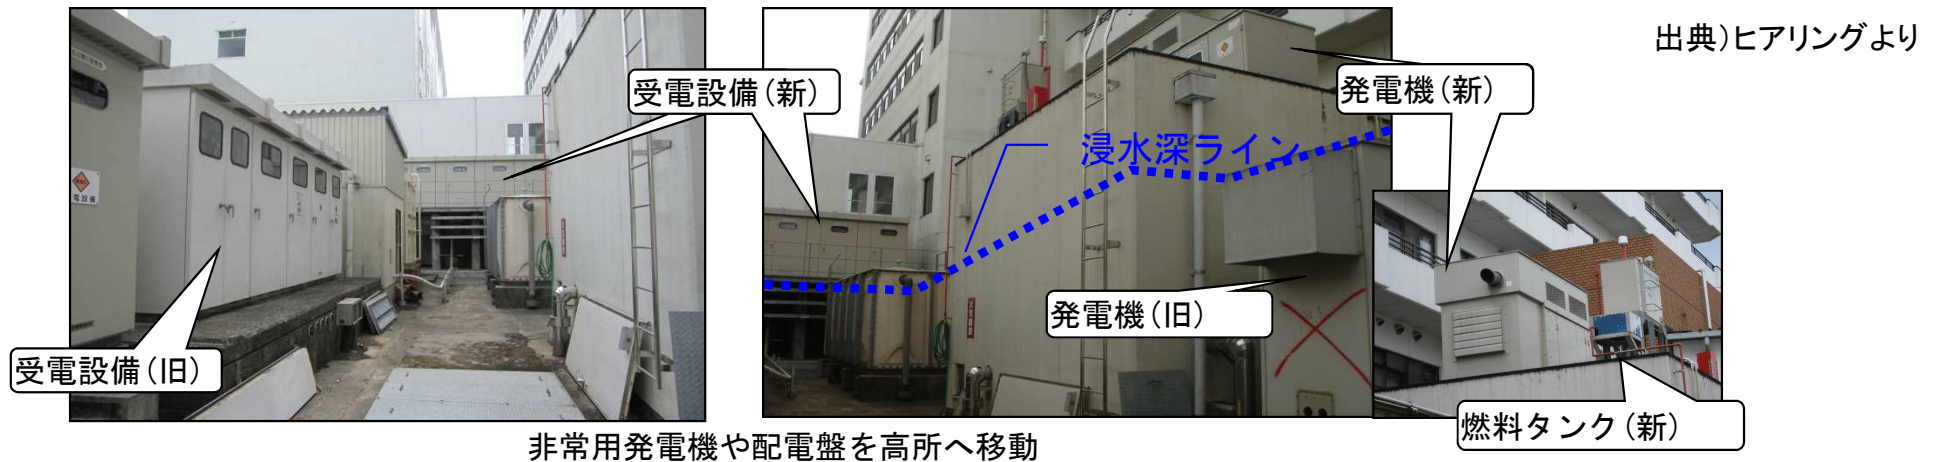 出典）ヒアリングより
受電設備（新）
発電機（新）
浸水深ライン
発電機（旧）
受電設備（旧）
燃料タンク（新）
非常用発電機や配電盤を高所へ移動